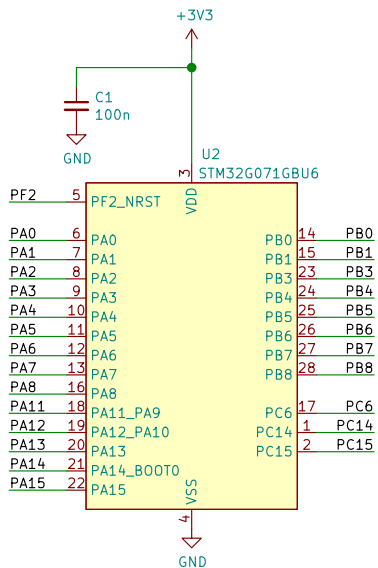 +3V3
C1
100n
GND
U2
STM32G071GBU6
3
VDD
PF2 5 PF2_NRST
PA0 6 PA0 PB0 14 PB0
PA1 7 PA1 PB1 15 PB1
PA2 8 PA2 PB3 23 PB3
PA3 9 PA3 PB4 24 PB4
PA4 10 PA4 PB5 25 PB5
PA5 11 PA5 PB6 26 PB6
PA6 12 PA6 PB7 27 PB7
PA7 13 PA7 PB8 28 PB8
PA8 16 PA8
PA11 18 PA11_PA9 PC6 17 PC6
PA12 19 PA12_PA10 PC14 1 PC14
PA13 20 PA13 PC15 2 PC15
PA14 21 PA14_BOOT0
PA15 22 PA15
VSS
4
GND